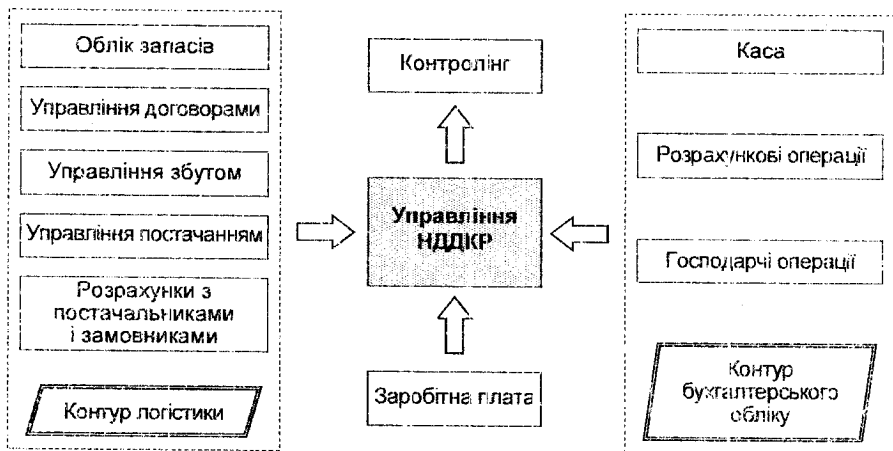 Облік запасів
Управління договорами
Управління збутом
Управління постачанням
Розрахунки з
постачальниками
і замовниками
Контур логістики
Контролінг
Управління
НДДКР
Заробітна плата
Каса
Розрахункові операції
Господарчі операції
Контур
бухгалтерського
обліку